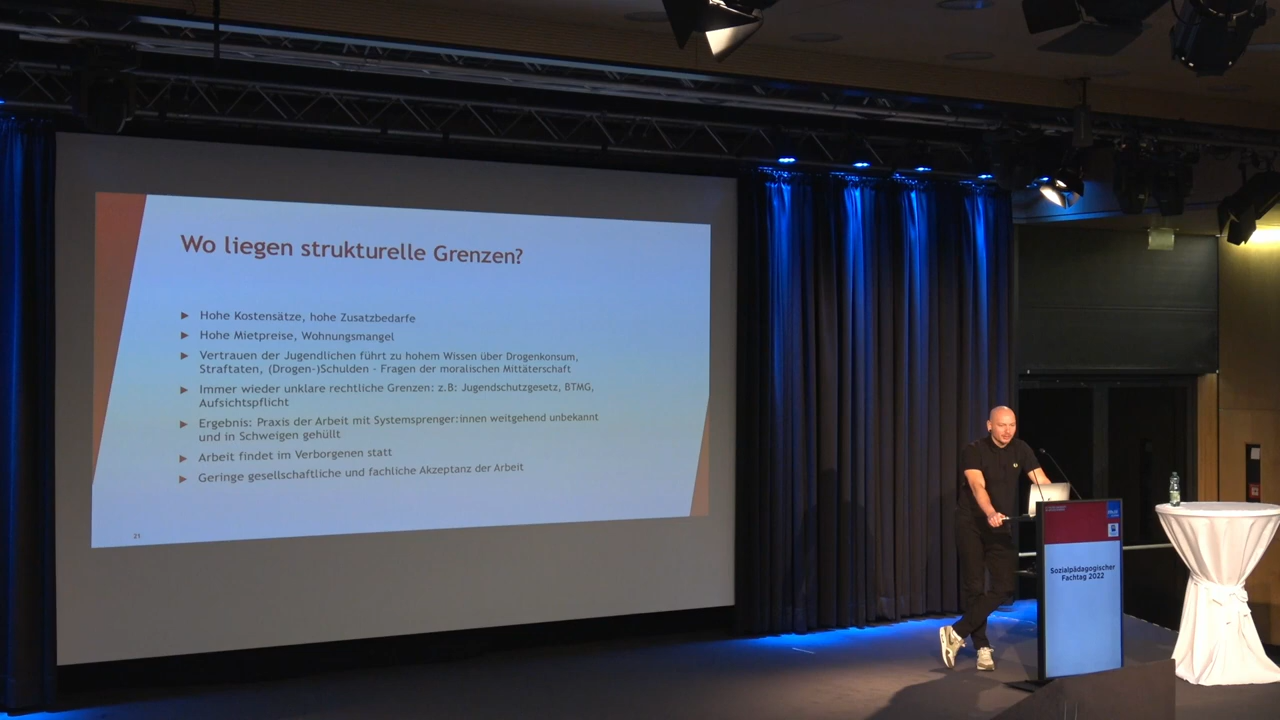 Wo liegen strukturelle Grenzen?
▶ Hohe Kostensätze, hohe Zusatzbedarfe
▶ Hohe Mietpreise, Wohnungsmangel
▶ Vertrauen der Jugendlichen führt zu hohem Wissen über Drogenkonsum,
Straftaten, (Drogen-)Schulden - Fragen der moralischen Mittäterschaft
▶ Immer wieder unklare rechtliche Grenzen: z.B: Jugendschutzgesetz, BTMG,
Aufsichtspflicht
▶ Ergebnis: Praxis der Arbeit mit Systemsprenger:innen weitgehend unbekannt
und in Schweigen gehüllt
▶ Arbeit findet im Verborgenen statt
▶ Geringe gesellschaftliche und fachliche Akzeptanz der Arbeit
21
Sozialpädagogischer
Fachtag 2022